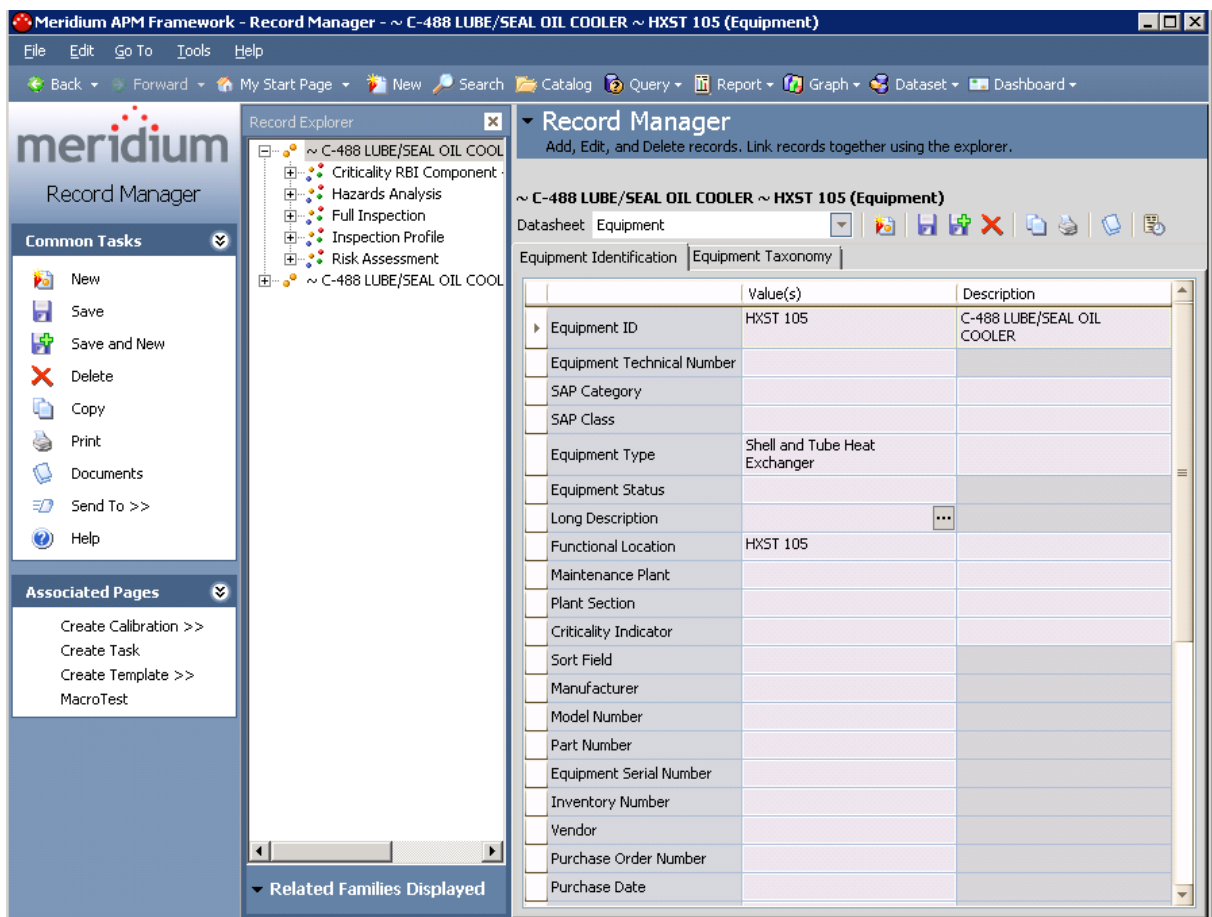 Meridium APM Framework - Record Manager - ~ C-488 LUBE/SEAL OIL COOLER ~ HXST 105 (Equipment)
File Edit Go To Tools Help
Back Forward My Start Page New Search Catalog Query Report Graph Dataset Dashboard
meridium
Record Manager
Common Tasks
New
Save
Save and New
Delete
Copy
Print
Documents
Send To >>
Help
Associated Pages
Create Calibration >>
Create Task
Create Template >>
MacroTest
Record Explorer
~ C-488 LUBE/SEAL OIL COOL
Criticality RBI Component -
Hazards Analysis
Full Inspection
Inspection Profile
Risk Assessment
~ C-488 LUBE/SEAL OIL COOL
Related Families Displayed
Record Manager
Add, Edit, and Delete records. Link records together using the explorer.
~ C-488 LUBE/SEAL OIL COOLER ~ HXST 105 (Equipment)
Datasheet Equipment
Equipment Identification Equipment Taxonomy
Value(s) Description
Equipment ID HXST 105 C-488 LUBE/SEAL OIL
COOLER
Equipment Technical Number
SAP Category
SAP Class
Equipment Type Shell and Tube Heat
Exchanger
Equipment Status
Long Description ...
Functional Location HXST 105
Maintenance Plant
Plant Section
Criticality Indicator
Sort Field
Manufacturer
Model Number
Part Number
Equipment Serial Number
Inventory Number
Vendor
Purchase Order Number
Purchase Date